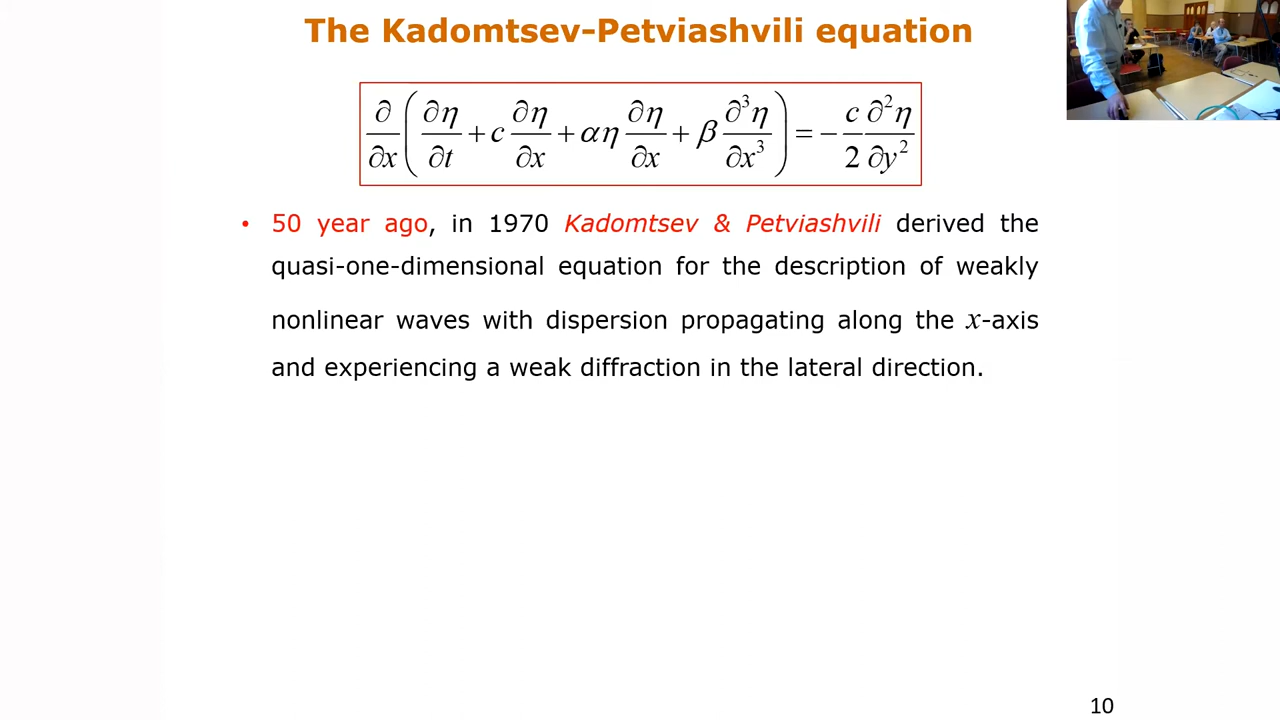 The Kadomtsev-Petviashvili equation
∂/∂x (∂η/∂t + c ∂η/∂x + αη ∂η/∂x + β ∂³η/∂x³) = − c/2 ∂²η/∂y²
• 50 year ago, in 1970 Kadomtsev & Petviashvili derived the
quasi-one-dimensional equation for the description of weakly
nonlinear waves with dispersion propagating along the x-axis
and experiencing a weak diffraction in the lateral direction.
10